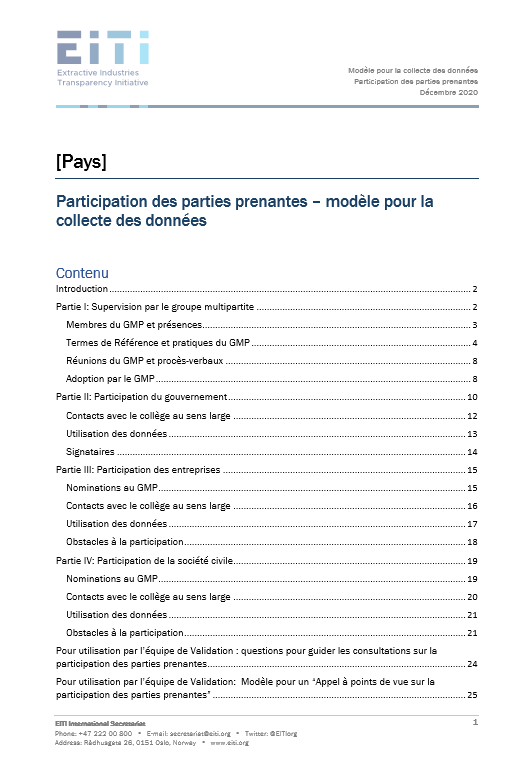 EiTi
Extractive Industries
Transparency Initiative
Modèle pour la collecte des données
Participation des parties prenantes
Décembre 2020
[Pays]
Participation des parties prenantes – modèle pour la
collecte des données
Contenu
Introduction 2
Partie I: Supervision par le groupe multipartite 2
Membres du GMP et présences 3
Termes de Référence et pratiques du GMP 4
Réunions du GMP et procès-verbaux 8
Adoption par le GMP 8
Partie II: Participation du gouvernement 10
Contacts avec le collège au sens large 12
Utilisation des données 13
Signataires 14
Partie III: Participation des entreprises 15
Nominations au GMP 15
Contacts avec le collège au sens large 16
Utilisation des données 17
Obstacles à la participation 18
Partie IV: Participation de la société civile 19
Nominations au GMP 19
Contacts avec le collège au sens large 20
Utilisation des données 21
Obstacles à la participation 21
Pour utilisation par l'équipe de Validation : questions pour guider les consultations sur la
participation des parties prenantes 24
Pour utilisation par l'équipe de Validation: Modèle pour un “Appel à points de vue sur la
participation des parties prenantes” 25
EITI International Secretariat
1
Phone: +47 222 00 800 • E-mail: secretariat@eiti.org • Twitter: @EITIorg
Address: Rådhusgata 26, 0151 Oslo, Norway • www.eiti.org